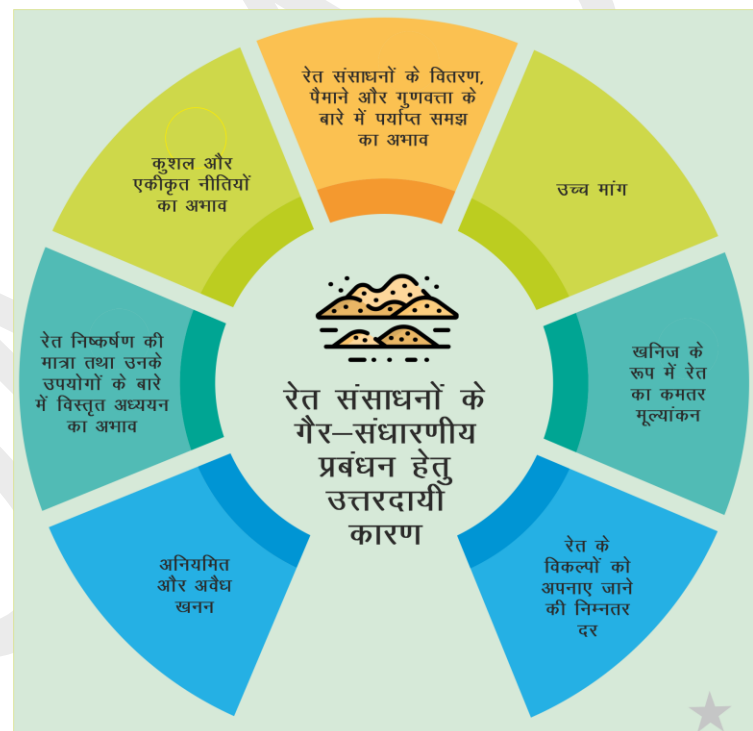 रेत संसाधनों के वितरण,
पैमाने और गुणवत्ता के
बारे में पर्याप्त समझ
का अभाव
कुशल और
एकीकृत नीतियों
का अभाव
उच्च मांग
रेत निष्कर्षण की
मात्रा तथा उनके
उपयोगों के बारे
में विस्तृत अध्ययन
का अभाव
खनिज के
रूप में रेत
का कमतर
मूल्यांकन
रेत संसाधनों के
गैर–संधारणीय
प्रबंधन हेतु
उत्तरदायी
कारण
अनियमित
और अवैध
खनन
रेत के
विकल्पों को
अपनाए जाने
की निम्नतर
दर